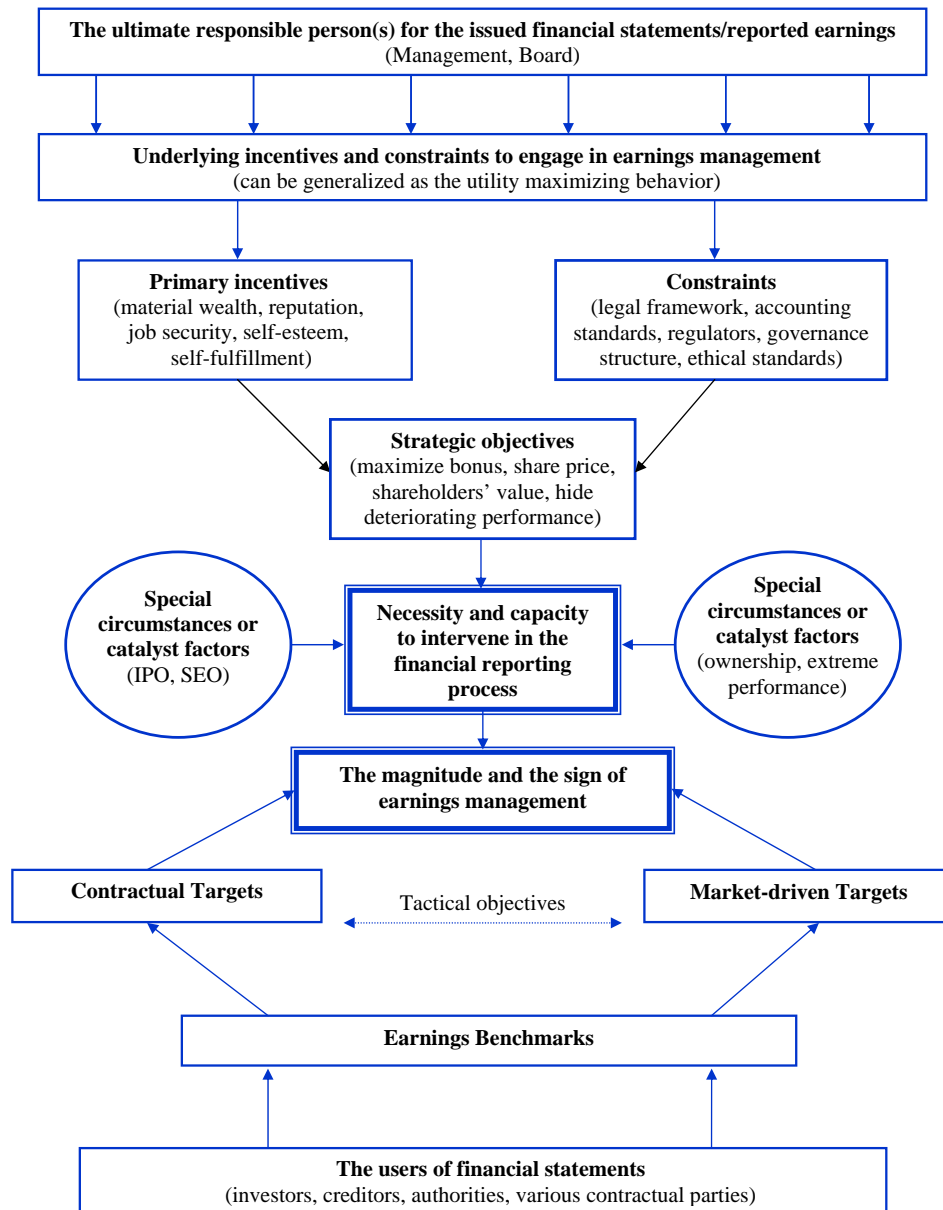 The ultimate responsible person(s) for the issued financial statements/reported earnings
(Management, Board)
Underlying incentives and constraints to engage in earnings management
(can be generalized as the utility maximizing behavior)
Primary incentives
(material wealth, reputation,
job security, self-esteem,
self-fulfillment)
Constraints
(legal framework, accounting
standards, regulators, governance
structure, ethical standards)
Strategic objectives
(maximize bonus, share price,
shareholders’ value, hide
deteriorating performance)
Special
circumstances or
catalyst factors
(IPO, SEO)
Necessity and capacity
to intervene in the
financial reporting
process
Special
circumstances or
catalyst factors
(ownership, extreme
performance)
The magnitude and the sign of
earnings management
Contractual Targets
Tactical objectives
Market-driven Targets
Earnings Benchmarks
The users of financial statements
(investors, creditors, authorities, various contractual parties)